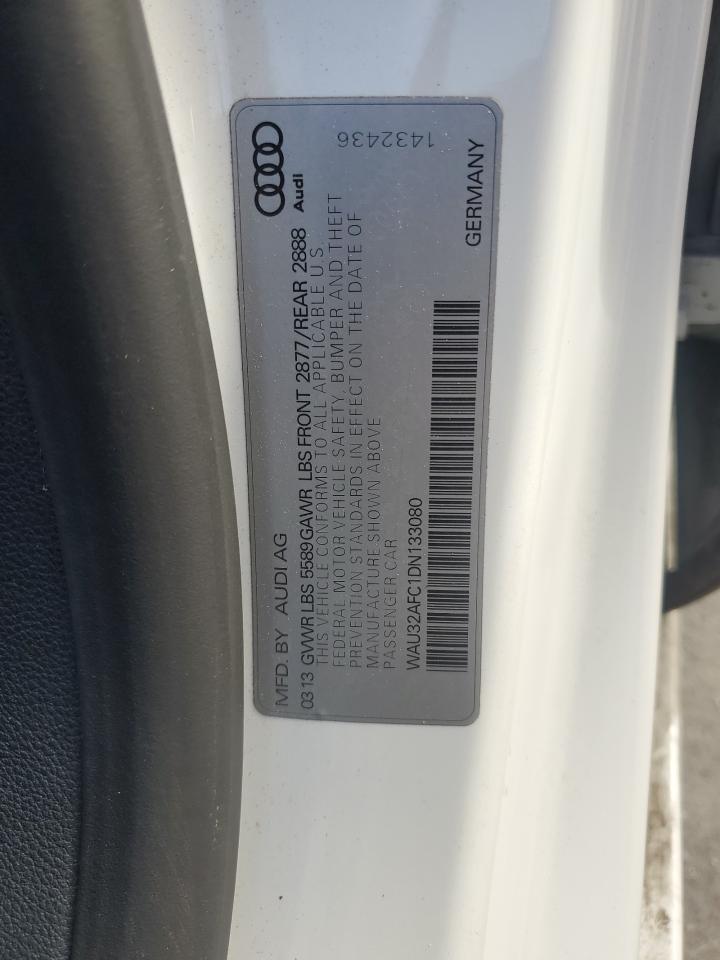 MFD. BY AUDI AG
Audi
03 13 GVWR LBS 5589 GAWR LBS FRONT 2877/REAR 2888
THIS VEHICLE CONFORMS TO ALL APPLICABLE U.S
FEDERAL MOTOR VEHICLE SAFETY, BUMPER AND THEFT
PREVENTION STANDARDS IN EFFECT ON THE DATE OF
MANUFACTURE SHOWN ABOVE
PASSENGER CAR
1432436
WAU32AFC1DN133080
GERMANY